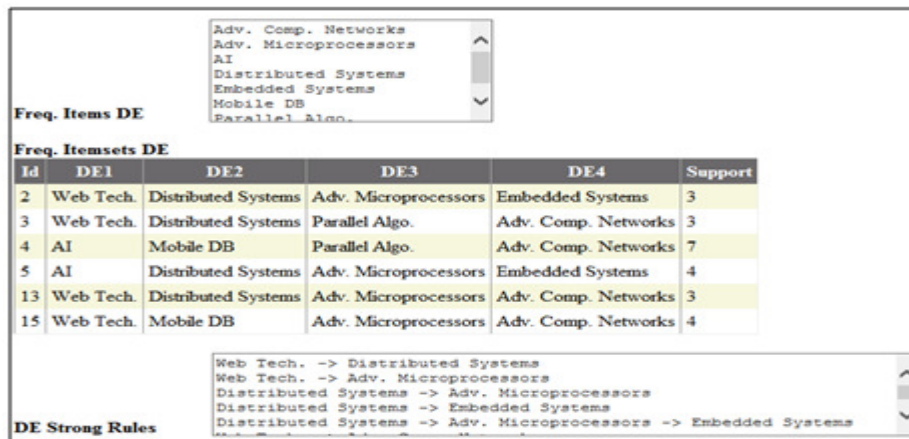 Adv. Comp. Networks
Adv. Microprocessors
AI
Distributed Systems
Embedded Systems
Mobile DB
Parallel Algo.
Freq. Items DE
Freq. Itemsets DE
Id DE1 DE2 DE3 DE4 Support
2 Web Tech. Distributed Systems Adv. Microprocessors Embedded Systems 3
3 Web Tech. Distributed Systems Parallel Algo. Adv. Comp. Networks 3
4 AI Mobile DB Parallel Algo. Adv. Comp. Networks 7
5 AI Distributed Systems Adv. Microprocessors Embedded Systems 4
13 Web Tech. Distributed Systems Adv. Microprocessors Adv. Comp. Networks 3
15 Web Tech. Mobile DB Adv. Microprocessors Adv. Comp. Networks 4
Web Tech. -> Distributed Systems
Web Tech. -> Adv. Microprocessors
Distributed Systems -> Adv. Microprocessors
Distributed Systems -> Embedded Systems
Distributed Systems -> Adv. Microprocessors -> Embedded Systems
DE Strong Rules